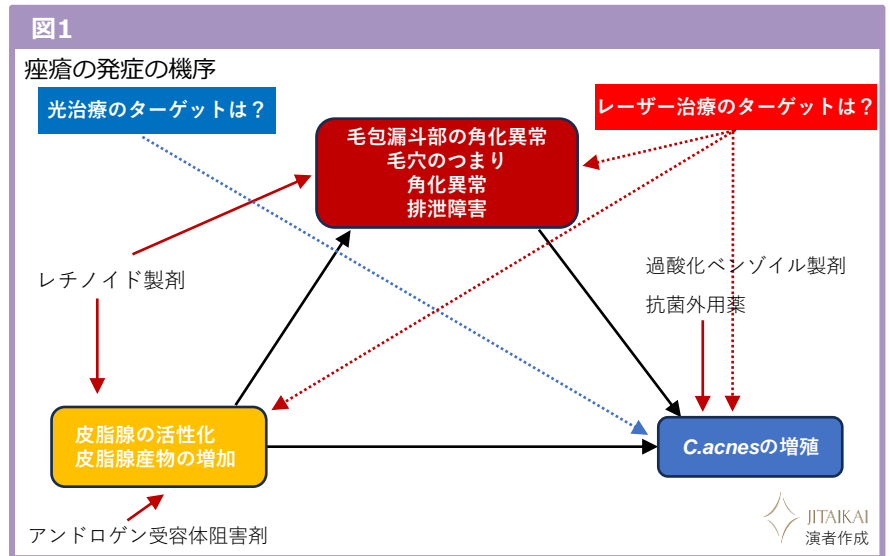 図1
痤瘡の発症の機序
光治療のターゲットは？
レーザー治療のターゲットは？
毛包漏斗部の角化異常
毛穴のつまり
角化異常
排泄障害
レチノイド製剤
過酸化ベンゾイル製剤
抗菌外用薬
皮脂腺の活性化
皮脂腺産物の増加
C.acnesの増殖
アンドロゲン受容体阻害剤
JITAIKAI
演者作成